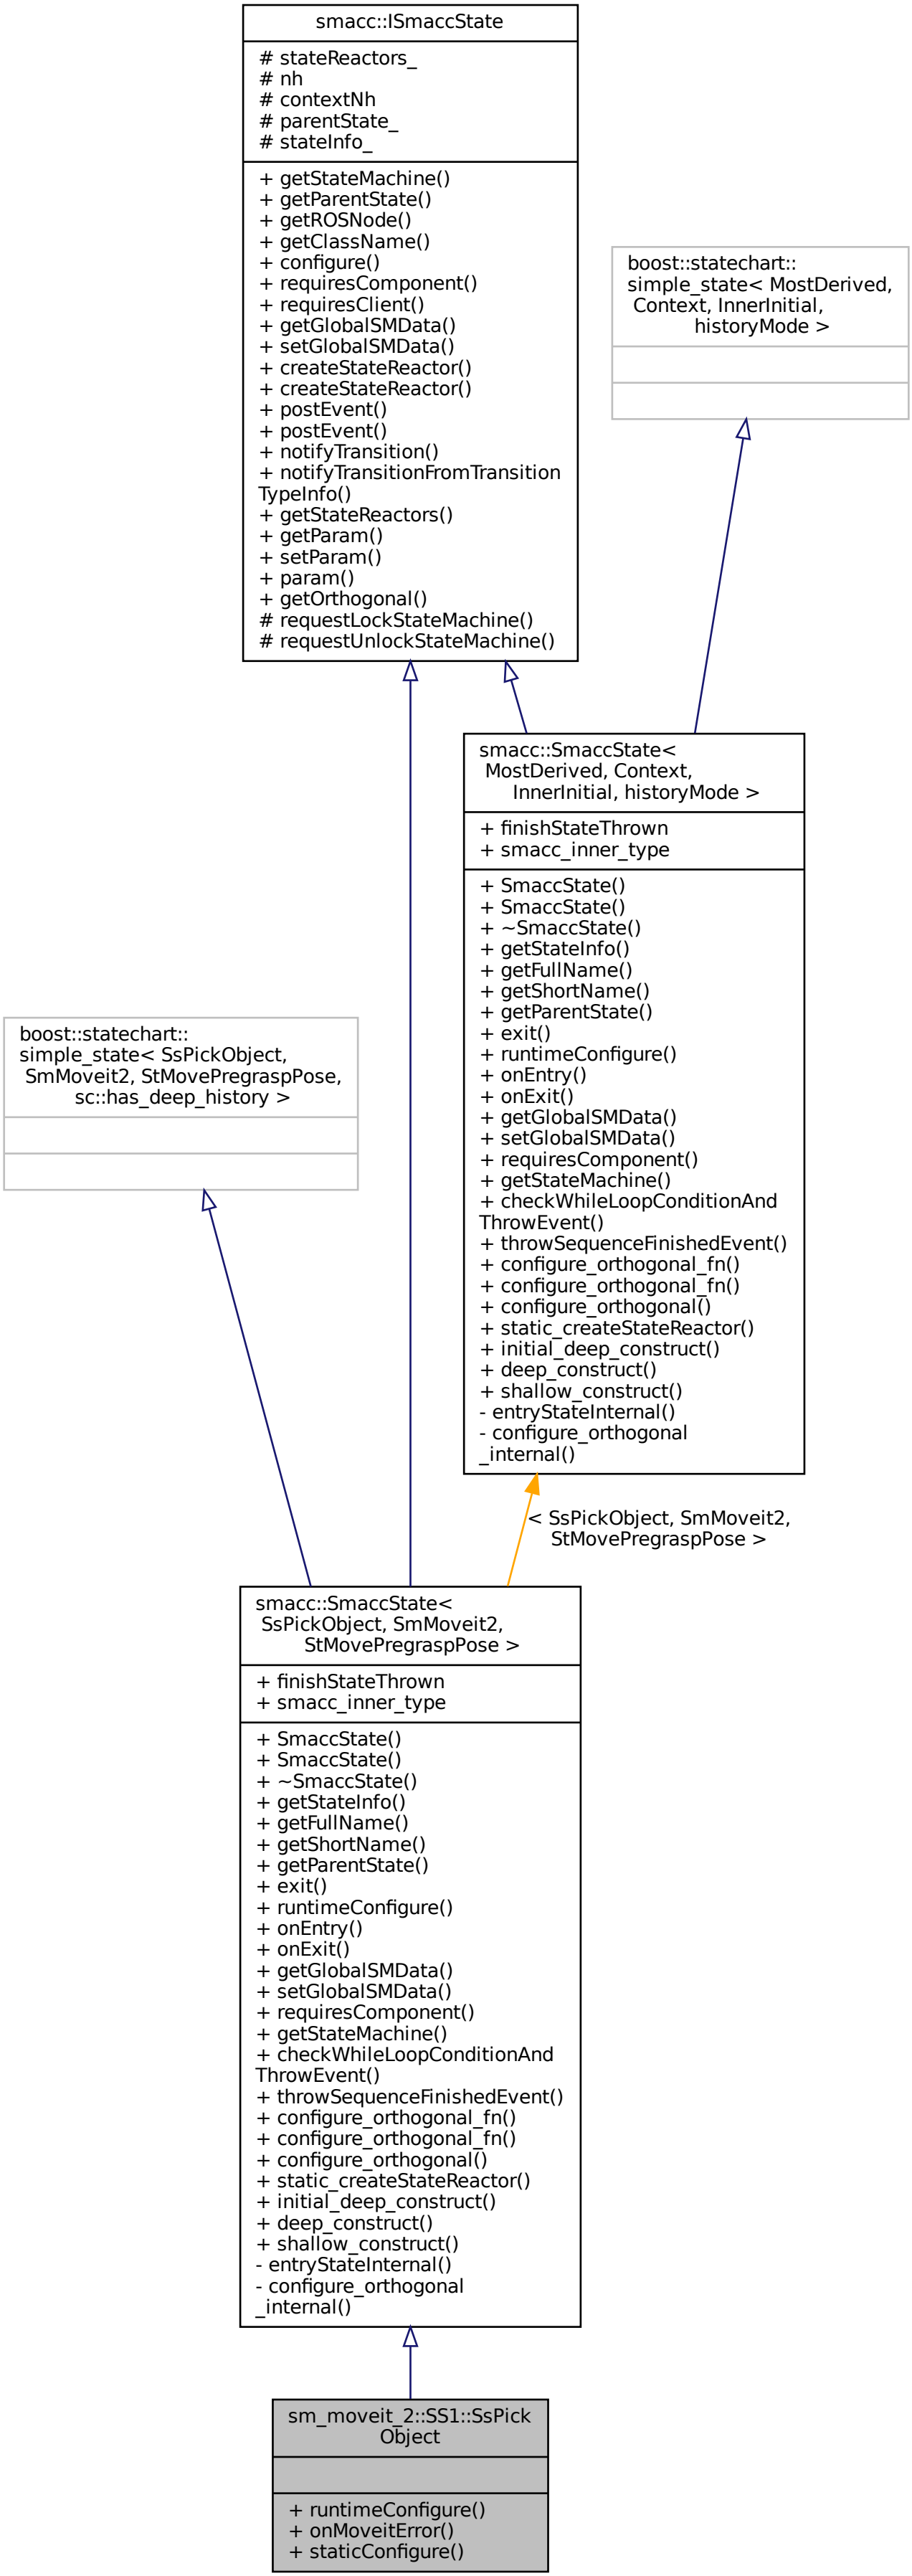 smacc::ISmaccState
# stateReactors_
# nh
# contextNh
# parentState_
# stateInfo_
+ getStateMachine()
+ getParentState()
+ getROSNode()
+ getClassName()
+ configure()
+ requiresComponent()
+ requiresClient()
+ getGlobalSMData()
+ setGlobalSMData()
+ createStateReactor()
+ createStateReactor()
+ postEvent()
+ postEvent()
+ notifyTransition()
+ notifyTransitionFromTransition
TypeInfo()
+ getStateReactors()
+ getParam()
+ setParam()
+ param()
+ getOrthogonal()
# requestLockStateMachine()
# requestUnlockStateMachine()
boost::statechart::
simple_state< MostDerived,
Context, InnerInitial,
historyMode >
smacc::SmaccState<
MostDerived, Context,
InnerInitial, historyMode >
+ finishStateThrown
+ smacc_inner_type
+ SmaccState()
+ SmaccState()
+ ~SmaccState()
+ getStateInfo()
+ getFullName()
+ getShortName()
+ getParentState()
+ exit()
+ runtimeConfigure()
+ onEntry()
+ onExit()
+ getGlobalSMData()
+ setGlobalSMData()
+ requiresComponent()
+ getStateMachine()
+ checkWhileLoopConditionAnd
ThrowEvent()
+ throwSequenceFinishedEvent()
+ configure_orthogonal_fn()
+ configure_orthogonal_fn()
+ configure_orthogonal()
+ static_createStateReactor()
+ initial_deep_construct()
+ deep_construct()
+ shallow_construct()
- entryStateInternal()
- configure_orthogonal
_internal()
boost::statechart::
simple_state< SsPickObject,
SmMoveit2, StMovePregraspPose,
sc::has_deep_history >
< SsPickObject, SmMoveit2,
StMovePregraspPose >
smacc::SmaccState<
SsPickObject, SmMoveit2,
StMovePregraspPose >
+ finishStateThrown
+ smacc_inner_type
+ SmaccState()
+ SmaccState()
+ ~SmaccState()
+ getStateInfo()
+ getFullName()
+ getShortName()
+ getParentState()
+ exit()
+ runtimeConfigure()
+ onEntry()
+ onExit()
+ getGlobalSMData()
+ setGlobalSMData()
+ requiresComponent()
+ getStateMachine()
+ checkWhileLoopConditionAnd
ThrowEvent()
+ throwSequenceFinishedEvent()
+ configure_orthogonal_fn()
+ configure_orthogonal_fn()
+ configure_orthogonal()
+ static_createStateReactor()
+ initial_deep_construct()
+ deep_construct()
+ shallow_construct()
- entryStateInternal()
- configure_orthogonal
_internal()
sm_moveit_2::SS1::SsPick
Object
+ runtimeConfigure()
+ onMoveitError()
+ staticConfigure()